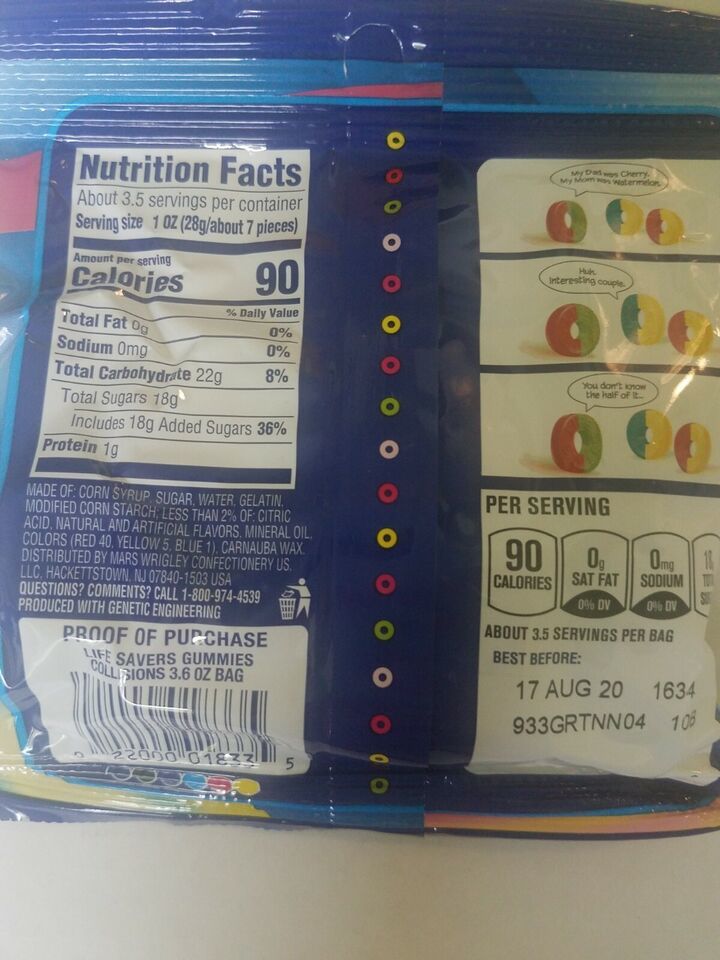 Nutrition Facts
About 3.5 servings per container
Serving size 1 OZ (28g/about 7 pieces)
Amount per serving
Calories 90
% Daily Value
Total Fat 0g 0%
Sodium 0mg 0%
Total Carbohydrate 22g 8%
Total Sugars 18g
Includes 18g Added Sugars 36%
Protein 1g
MADE OF: CORN SYRUP, SUGAR, WATER, GELATIN,
MODIFIED CORN STARCH; LESS THAN 2% OF: CITRIC
ACID, NATURAL AND ARTIFICIAL FLAVORS, MINERAL OIL,
COLORS (RED 40, YELLOW 5, BLUE 1), CARNAUBA WAX.
DISTRIBUTED BY MARS WRIGLEY CONFECTIONERY US,
LLC, HACKETTSTOWN, NJ 07840-1503 USA
QUESTIONS? COMMENTS? CALL 1-800-974-4539
PRODUCED WITH GENETIC ENGINEERING
PROOF OF PURCHASE
LIFE SAVERS GUMMIES
COLLISIONS 3.6 OZ BAG
0 22000 01833 5
My Dad was Cherry.
My Mom was Watermelon.
Huh.
Interesting couple.
You don't know
the half of it...
PER SERVING
90
CALORIES
0g
SAT FAT
0% DV
0mg
SODIUM
0% DV
ABOUT 3.5 SERVINGS PER BAG
BEST BEFORE:
17 AUG 20 1634
933GRTNN04 10B